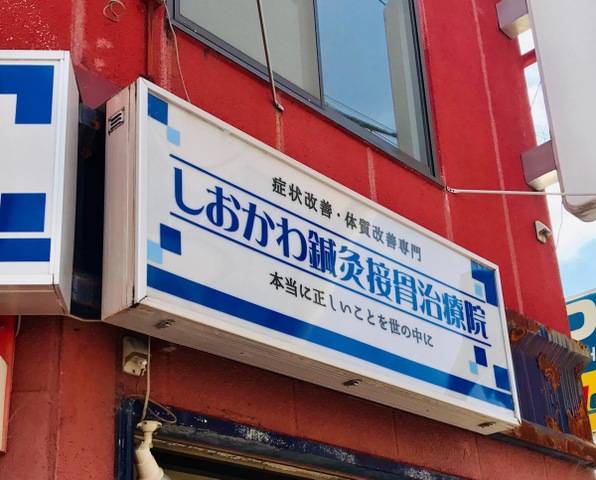 症状改善・体質改善専門
しおかわ鍼灸接骨治療院
本当に正しいことを世の中に
P